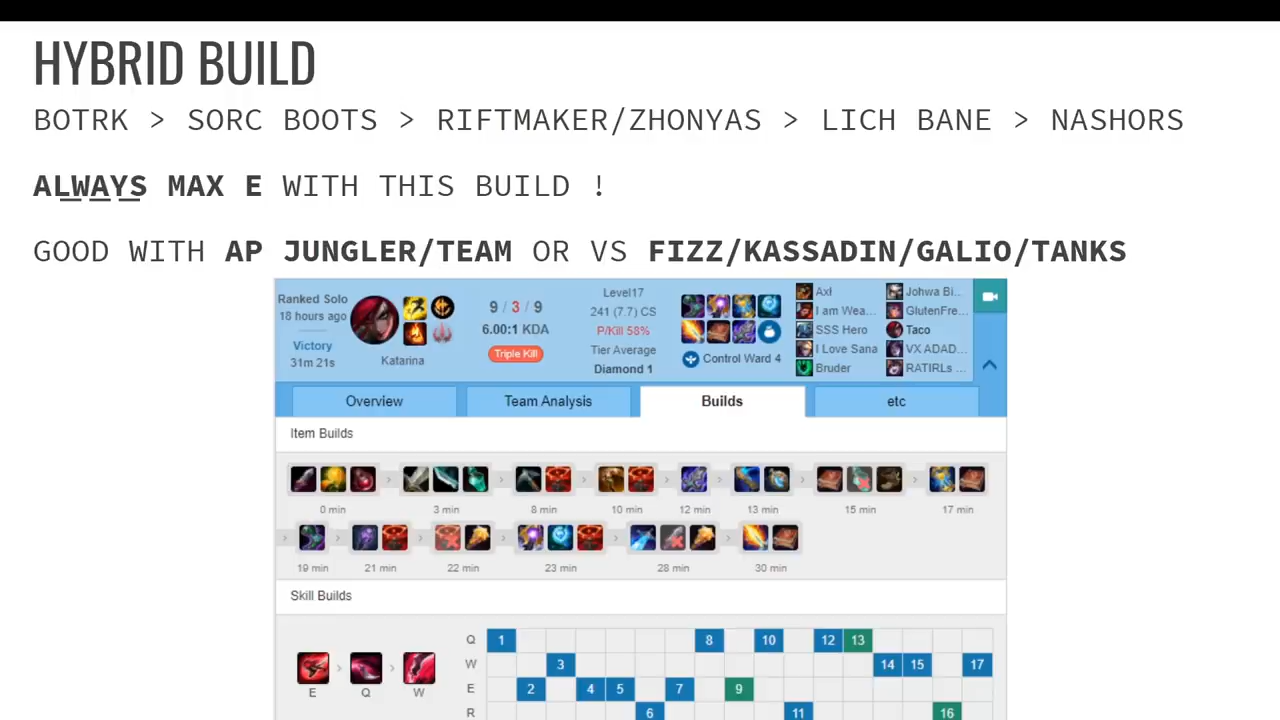 HYBRID BUILD
BOTRK > SORC BOOTS > RIFTMAKER/ZHONYAS > LICH BANE > NASHORS
ALWAYS MAX E WITH THIS BUILD !
GOOD WITH AP JUNGLER/TEAM OR VS FIZZ/KASSADIN/GALIO/TANKS
Ranked Solo
18 hours ago
Victory
31m 21s
Katarina
9 / 3 / 9
6.00:1 KDA
Triple Kill
Level17
241 (7.7) CS
P/Kill 58%
Tier Average
Diamond 1
Control Ward 4
Axl Johwa Bi...
I am Wea... GlutenFre...
SSS Hero Taco
I Love Sana VX ADAD...
Bruder RATIRLs ...
Overview Team Analysis Builds etc
Item Builds
0 min 3 min 8 min 10 min 12 min 13 min 15 min 17 min
19 min 21 min 22 min 23 min 28 min 30 min
Skill Builds
E Q W
Q 1 8 10 12 13
W 3 14 15 17
E 2 4 5 7 9
R 6 11 16